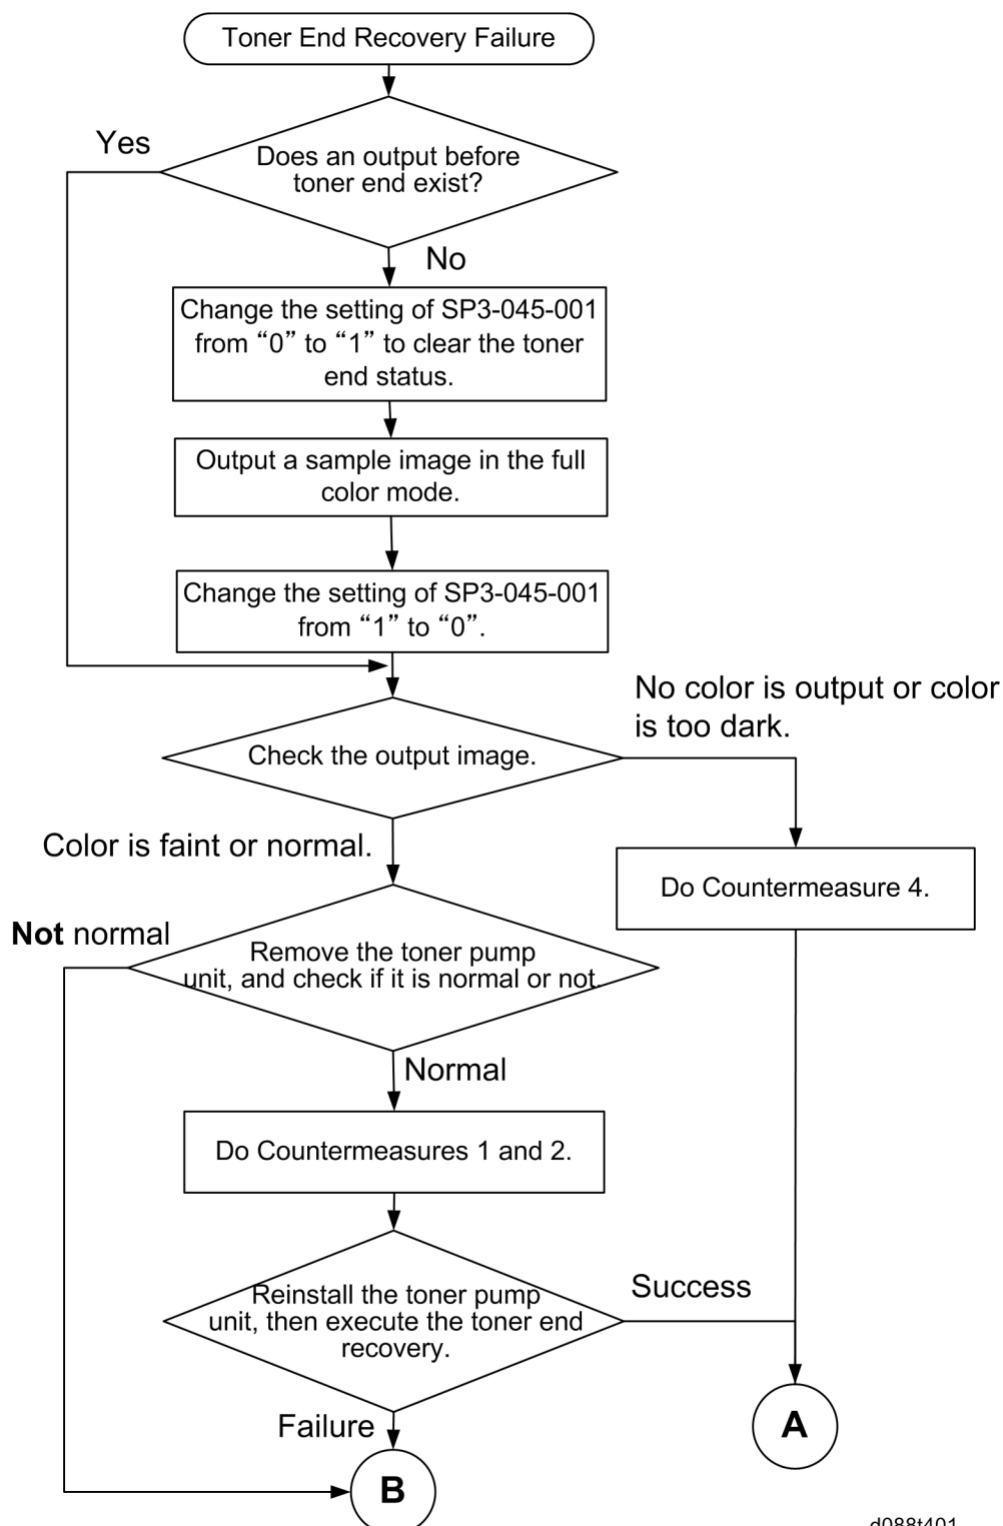 Toner End Recovery Failure
Yes
Does an output before
toner end exist?
No
Change the setting of SP3-045-001
from “0” to “1” to clear the toner
end status.
Output a sample image in the full
color mode.
Change the setting of SP3-045-001
from “1” to “0”.
No color is output or color
is too dark.
Check the output image.
Color is faint or normal.
Do Countermeasure 4.
Not normal
Remove the toner pump
unit, and check if it is normal or not.
Normal
Do Countermeasures 1 and 2.
Success
Reinstall the toner pump
unit, then execute the toner end
recovery.
A
Failure
B
d088t401